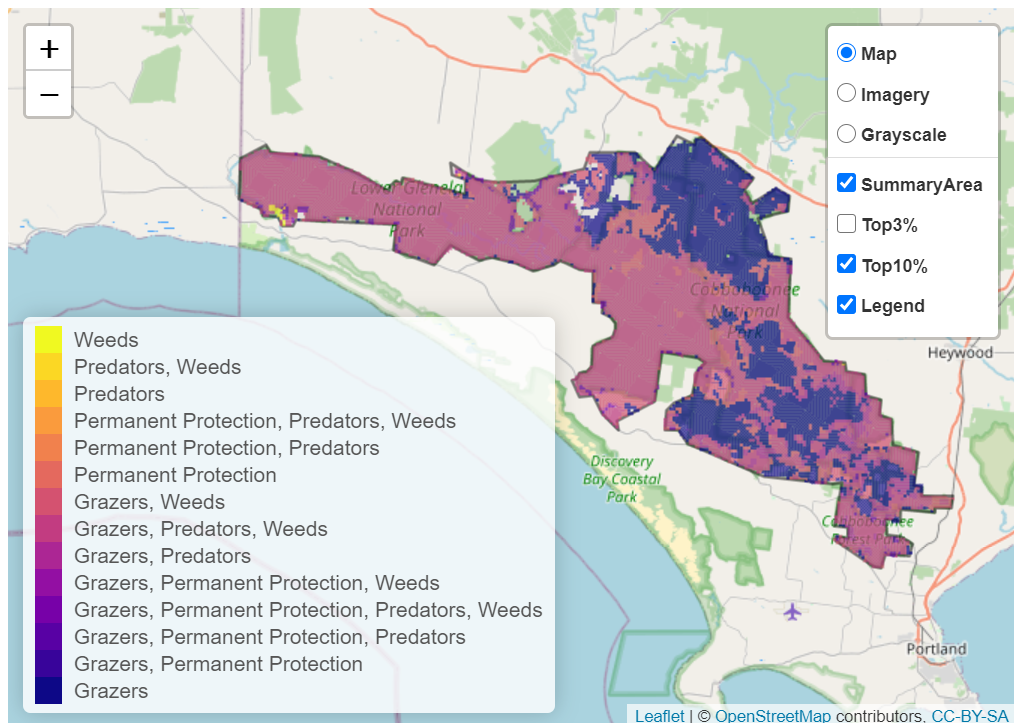 +
−
Map
Imagery
Grayscale
SummaryArea
Top3%
Top10%
Legend
Lower Glenelg
National
Park
Cobboboonee
National
Park
Heywood
Discovery
Bay Coastal
Park
Cobboboonee
Forest Park
Portland
Weeds
Predators, Weeds
Predators
Permanent Protection, Predators, Weeds
Permanent Protection, Predators
Permanent Protection
Grazers, Weeds
Grazers, Predators, Weeds
Grazers, Predators
Grazers, Permanent Protection, Weeds
Grazers, Permanent Protection, Predators, Weeds
Grazers, Permanent Protection, Predators
Grazers, Permanent Protection
Grazers
Leaflet | © OpenStreetMap contributors, CC-BY-SA